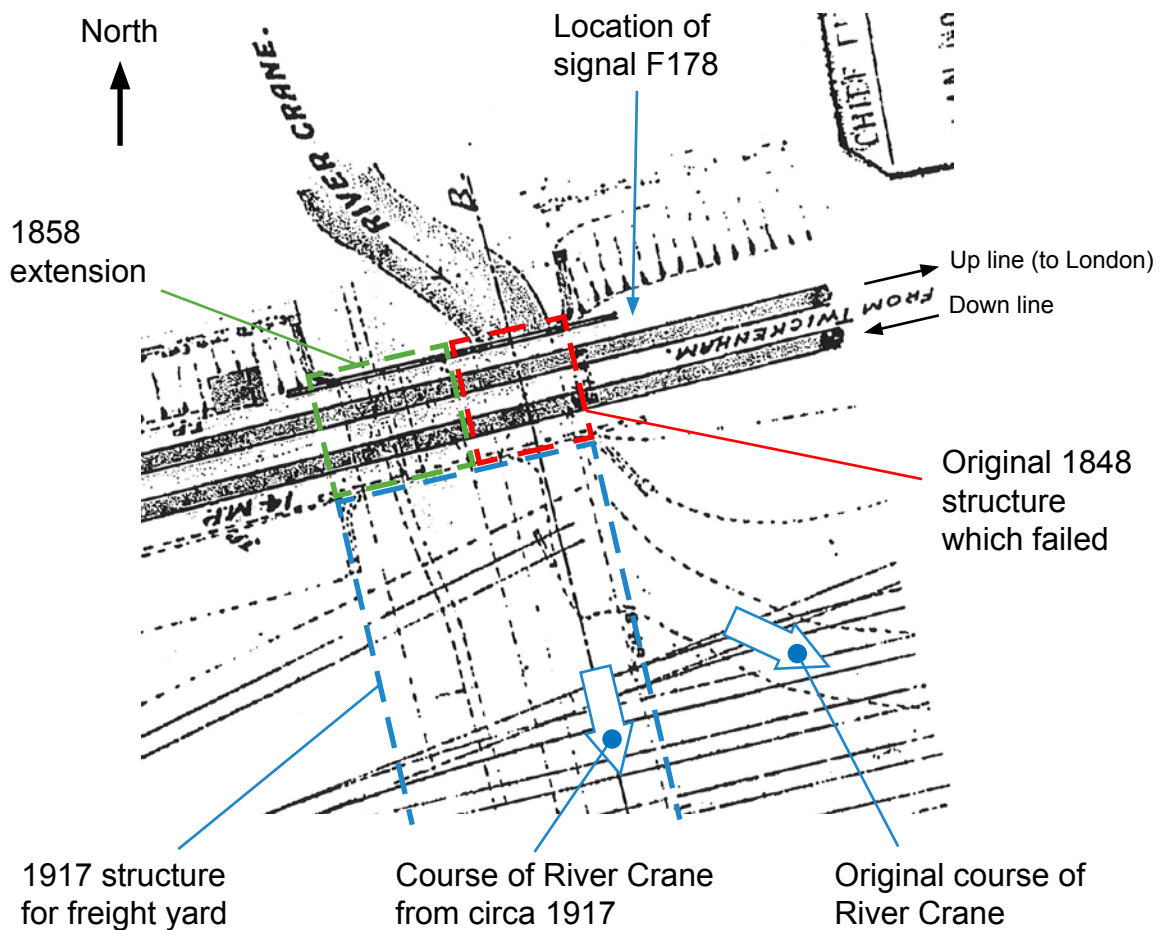 North
Location of
signal F178
RIVER CRANE.
B.
CHIEF
1858
extension
Up line (to London)
Down line
FROM TWICKENHAM.
14 M.P.
Original 1848
structure
which failed
1917 structure
for freight yard
Course of River Crane
from circa 1917
Original course of
River Crane